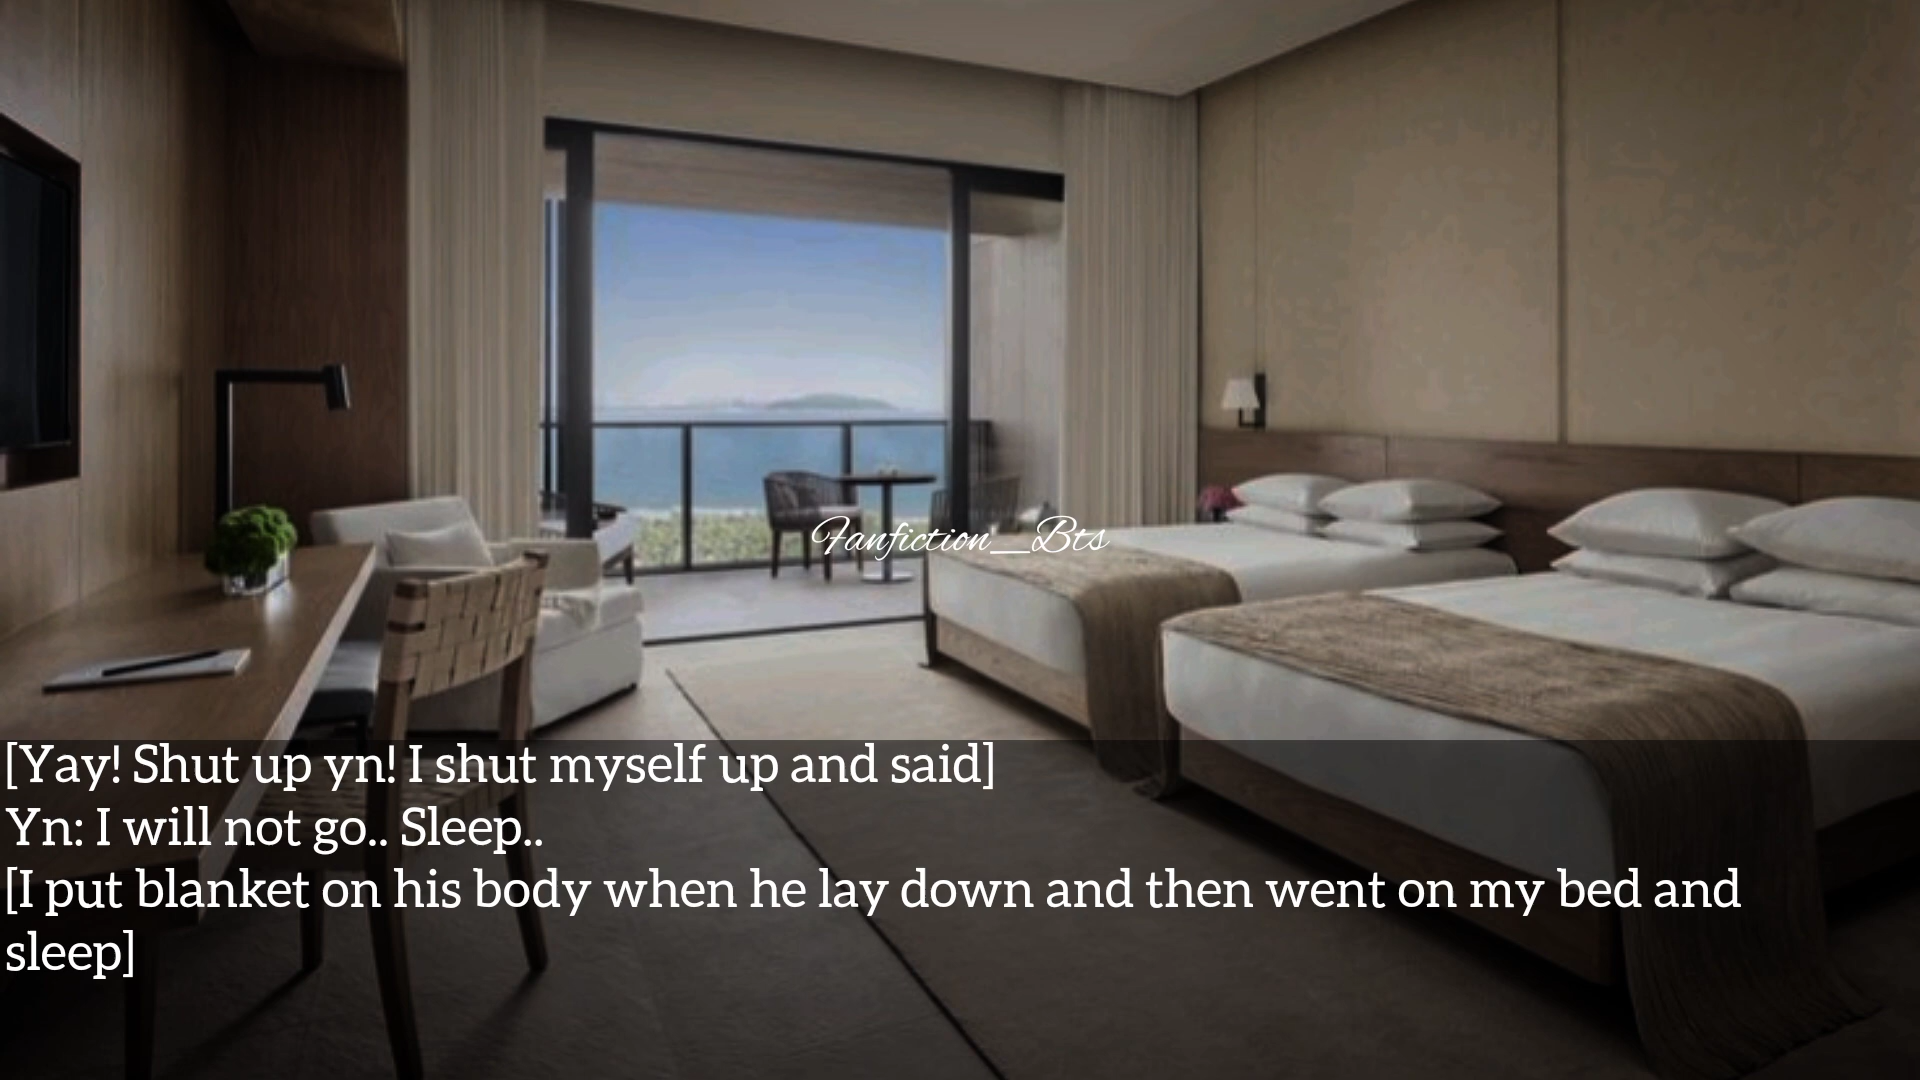 Fanfiction_Bts
[Yay! Shut up yn! I shut myself up and said]
Yn: I will not go.. Sleep..
[I put blanket on his body when he lay down and then went on my bed and
sleep]